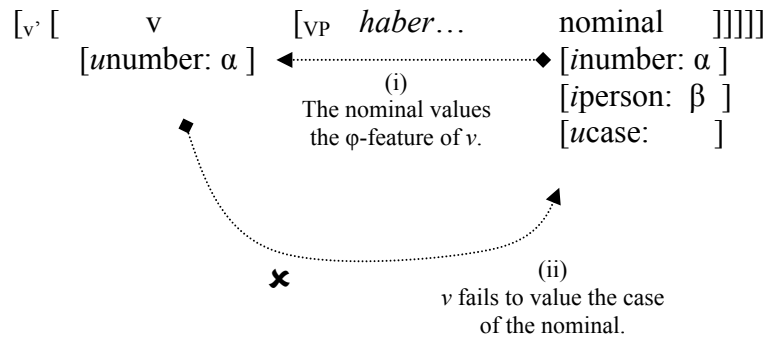 [v’ [ v [VP haber… nominal ]]]]]
[unumber: α ] [inumber: α ]
(i) [iperson: β ]
The nominal values [ucase: ]
the φ-feature of v.
(ii)
v fails to value the case
of the nominal.